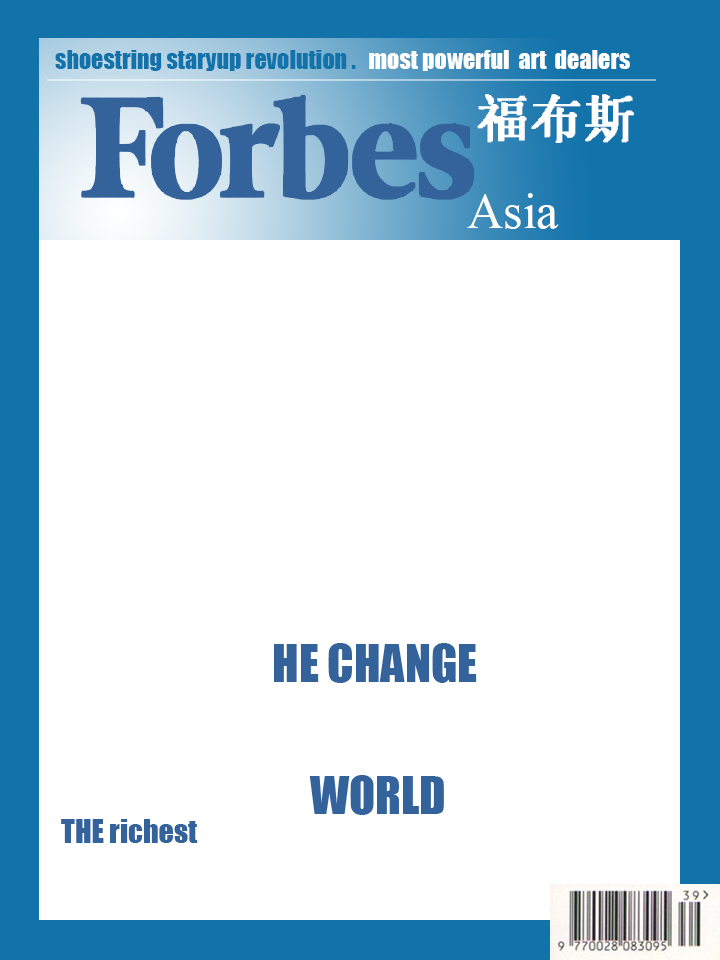 shoestring staryup revolution . most powerful art dealers
Forbes 福布斯
Asia
HE CHANGE
WORLD
THE richest
39>
9 770028 083095